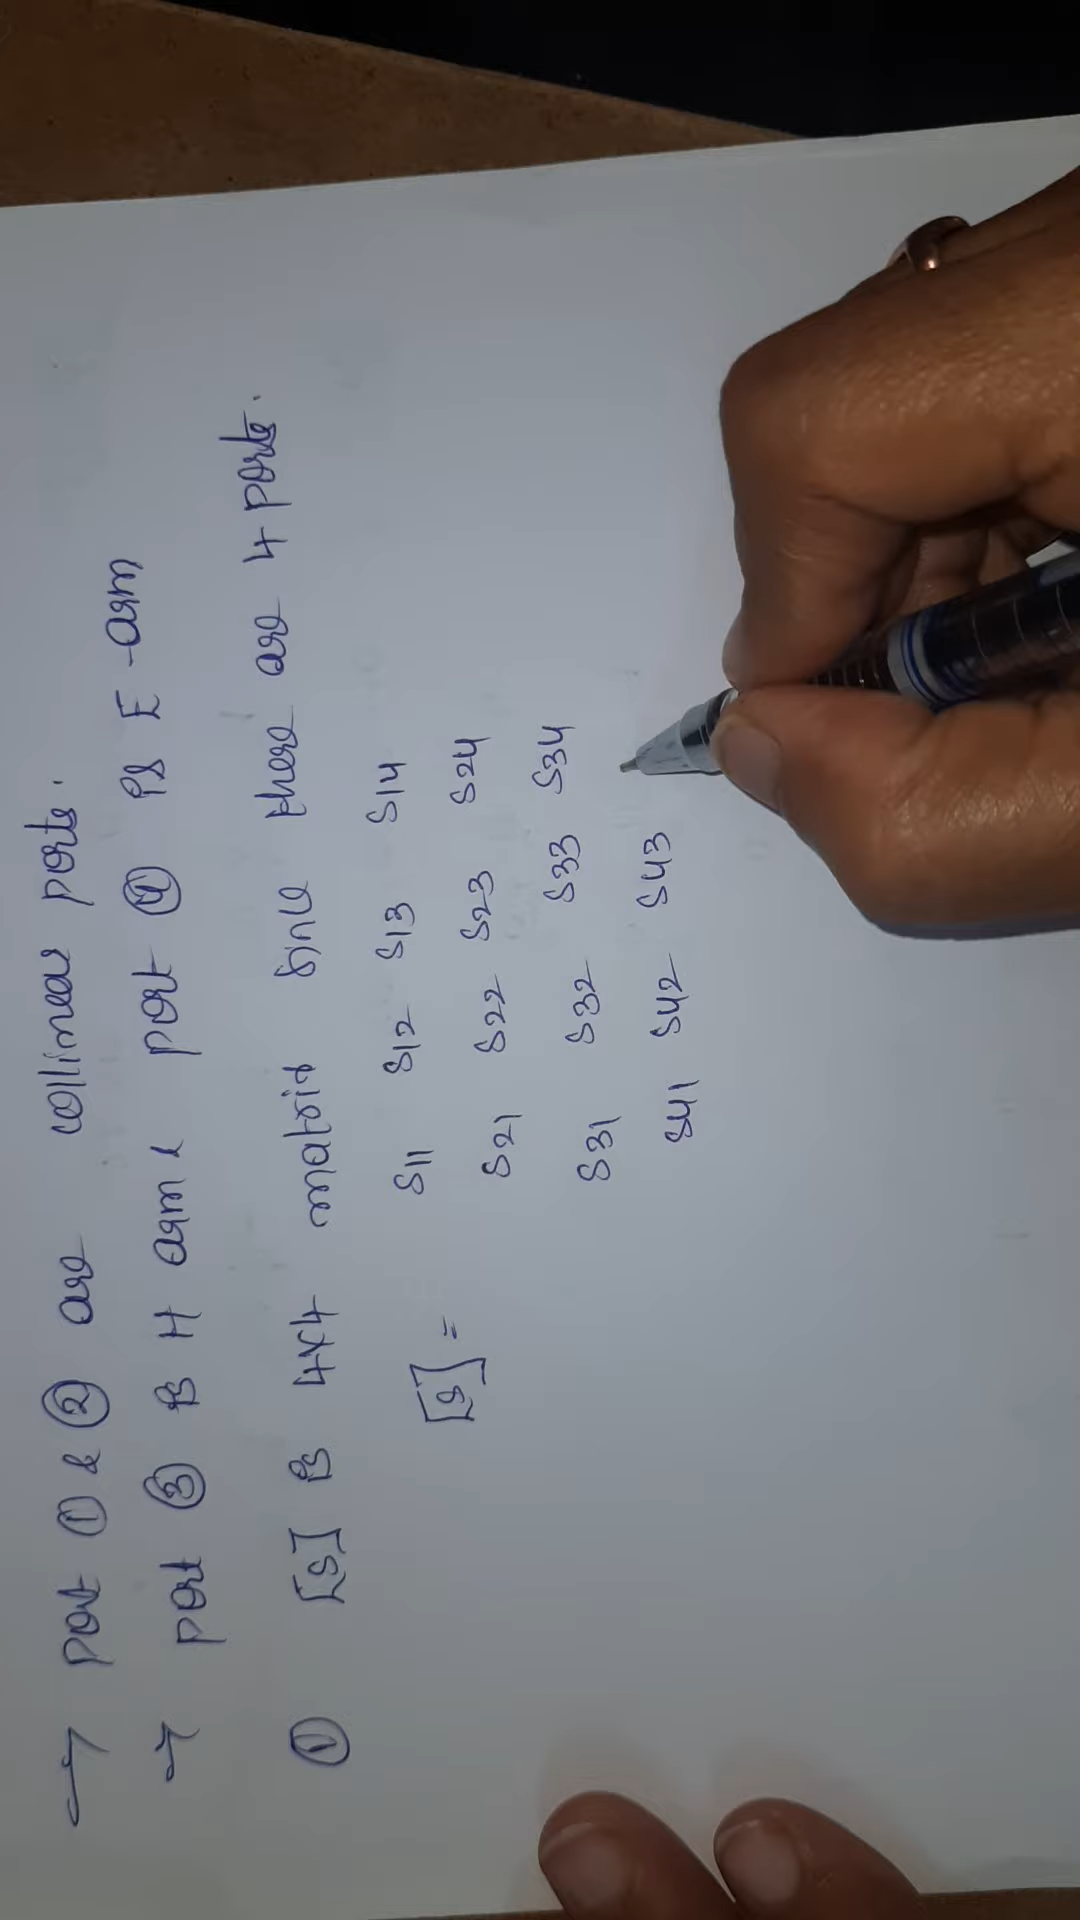 → port ① & ② are collinear ports.
→ port ③ is H arm & port ④ is E-arm
① [S] is 4x4 matrix since there are 4 ports.
[S] = S11 S12 S13 S14
S21 S22 S23 S24
S31 S32 S33 S34
S41 S42 S43